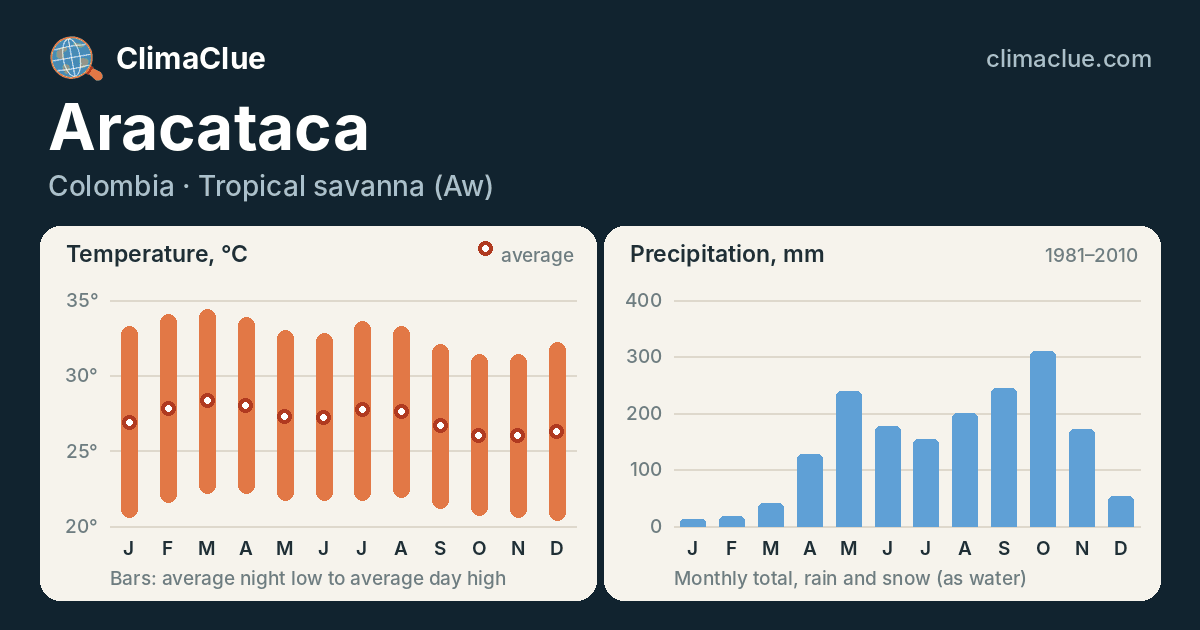 ClimaClue
climaclue.com
Aracataca
Colombia · Tropical savanna (Aw)
Temperature, °C
average
35°
30°
25°
20°
J F M A M J J A S O N D
Bars: average night low to average day high
Precipitation, mm
1981–2010
400
300
200
100
0
J F M A M J J A S O N D
Monthly total, rain and snow (as water)